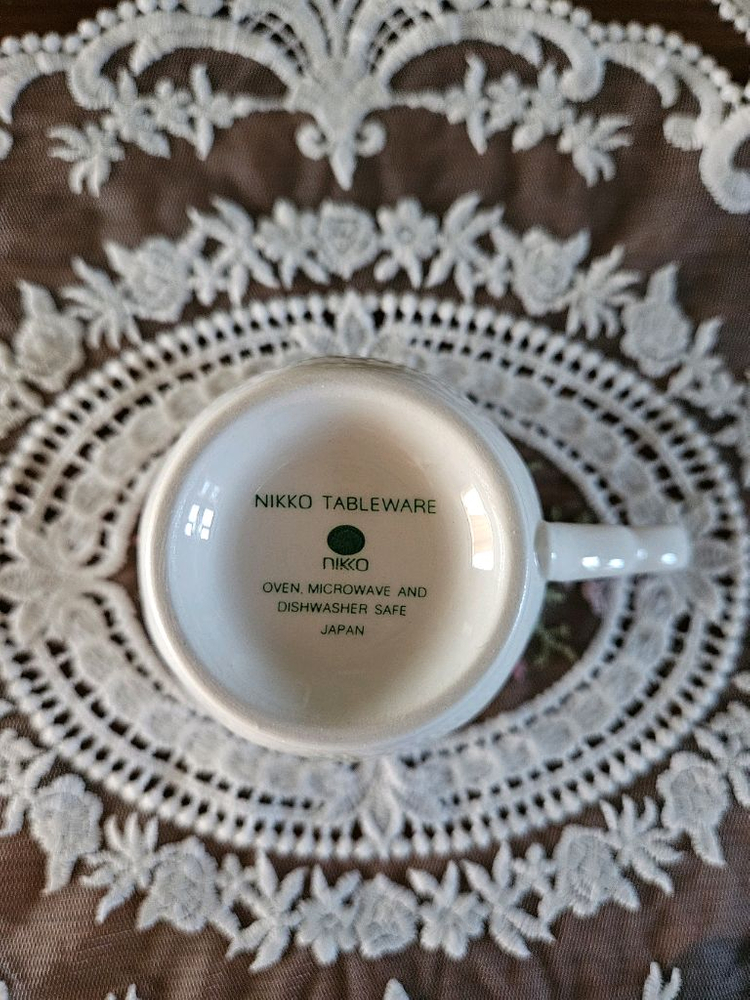 NIKKO TABLEWARE
nikko
OVEN, MICROWAVE AND
DISHWASHER SAFE
JAPAN